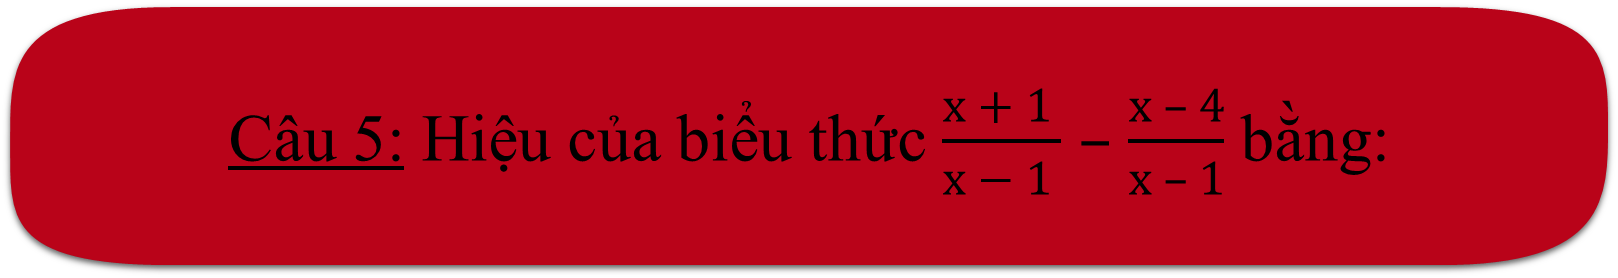 Câu 5: Hiệu của biểu thức (x + 1)/(x − 1) – (x – 4)/(x – 1) bằng: